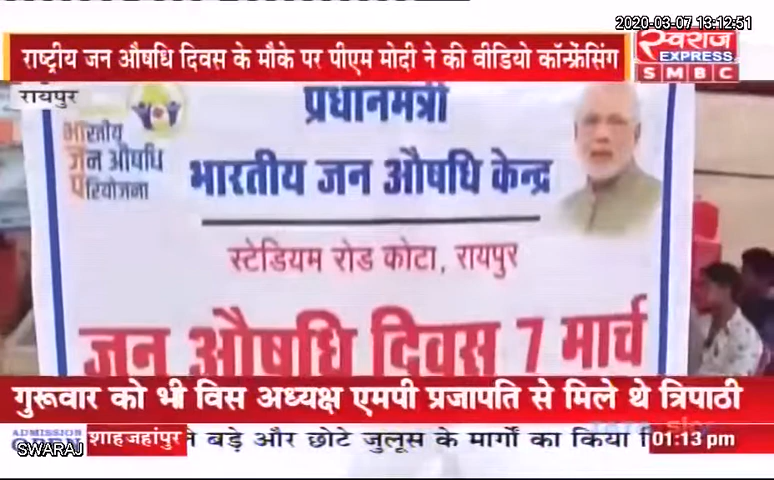 2020-03-07 13:12:51
राष्ट्रीय जन औषधि दिवस के मौके पर पीएम मोदी ने की वीडियो कॉन्फ्रेंसिंग
स्वराज
EXPRESS
SMBC
रायपुर
प्रधानमंत्री
भारतीय
जन औषधि
परियोजना
भारतीय जन औषधि केन्द्र
स्टेडियम रोड कोटा, रायपुर
जन औषधि दिवस 7 मार्च
गुरूवार को भी विस अध्यक्ष एमपी प्रजापति से मिले थे त्रिपाठी
ADMISSION
OPEN
SWARAJ
शाहजहांपुर
बड़े और छोटे जुलूस के मार्गों का किया
01:13 pm